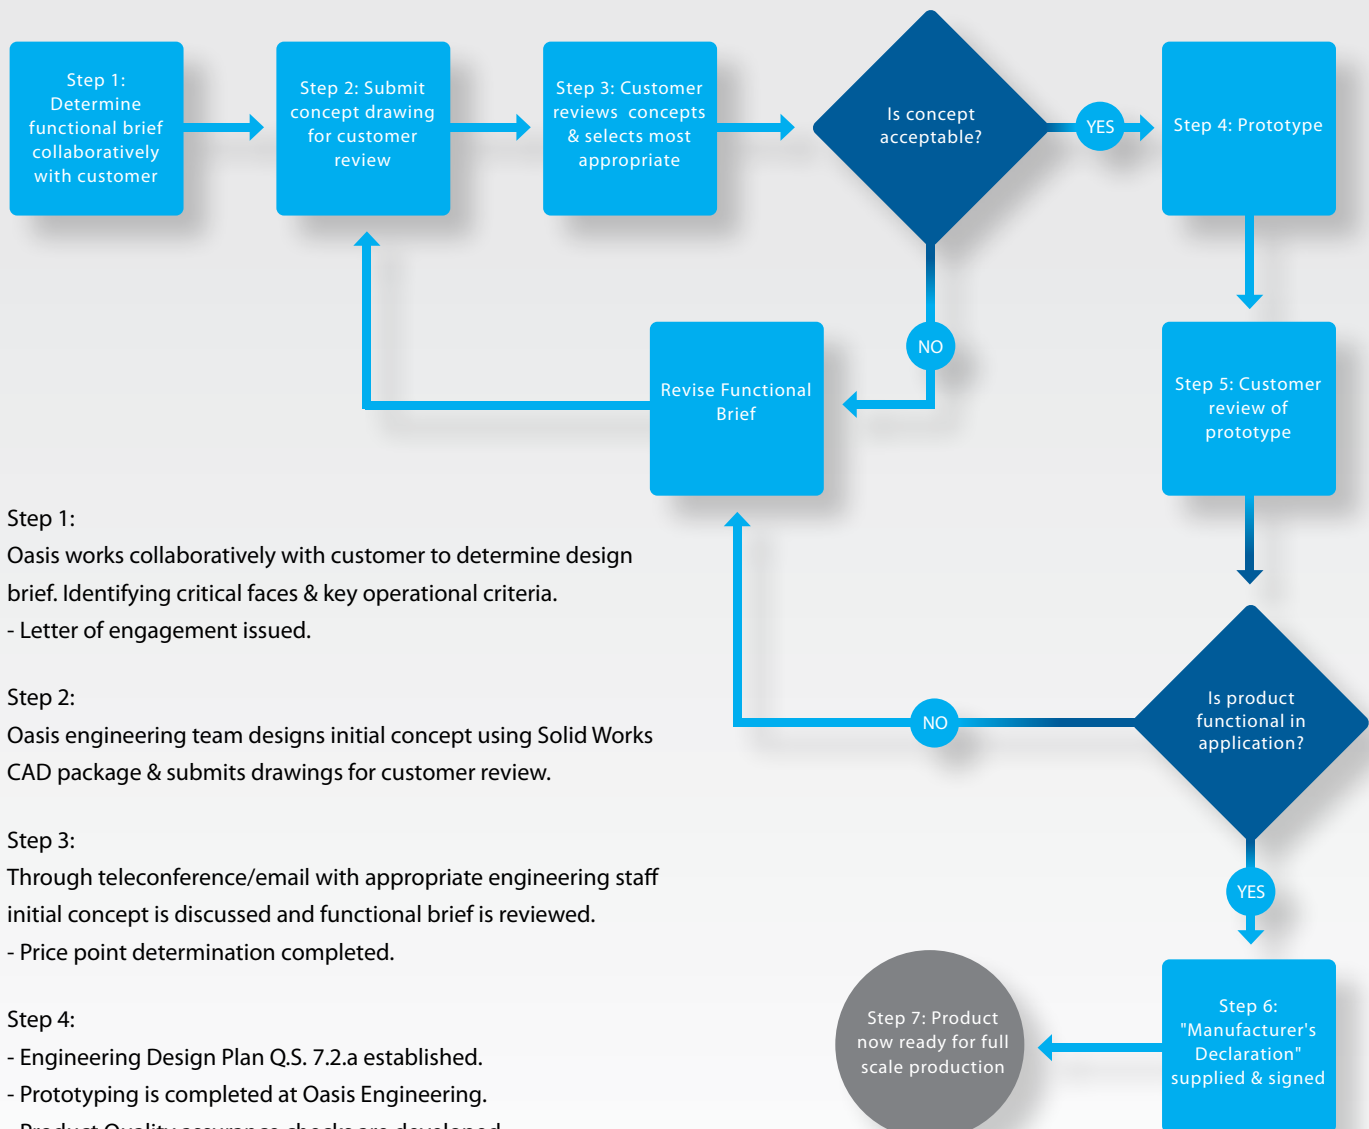 Step 1:
Determine
functional brief
collaboratively
with customer
Step 2: Submit
concept drawing
for customer
review
Step 3: Customer
reviews concepts
& selects most
appropriate
Is concept
acceptable?
YES
Step 4: Prototype
NO
Revise Functional
Brief
Step 5: Customer
review of
prototype
Is product
functional in
application?
NO
YES
Step 6:
"Manufacturer's
Declaration"
supplied & signed
Step 7: Product
now ready for full
scale production
Step 1:
Oasis works collaboratively with customer to determine design
brief. Identifying critical faces & key operational criteria.
- Letter of engagement issued.
Step 2:
Oasis engineering team designs initial concept using Solid Works
CAD package & submits drawings for customer review.
Step 3:
Through teleconference/email with appropriate engineering staff
initial concept is discussed and functional brief is reviewed.
- Price point determination completed.
Step 4:
- Engineering Design Plan Q.S. 7.2.a established.
- Prototyping is completed at Oasis Engineering.
- Product Quality assurance checks are developed